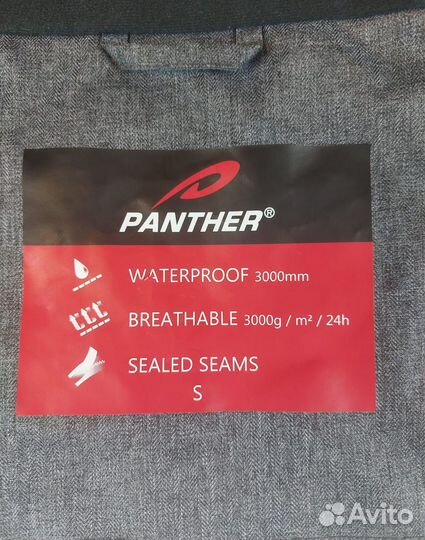 PANTHER®
WATERPROOF 3000mm
BREATHABLE 3000g / m² / 24h
SEALED SEAMS
S
Avito